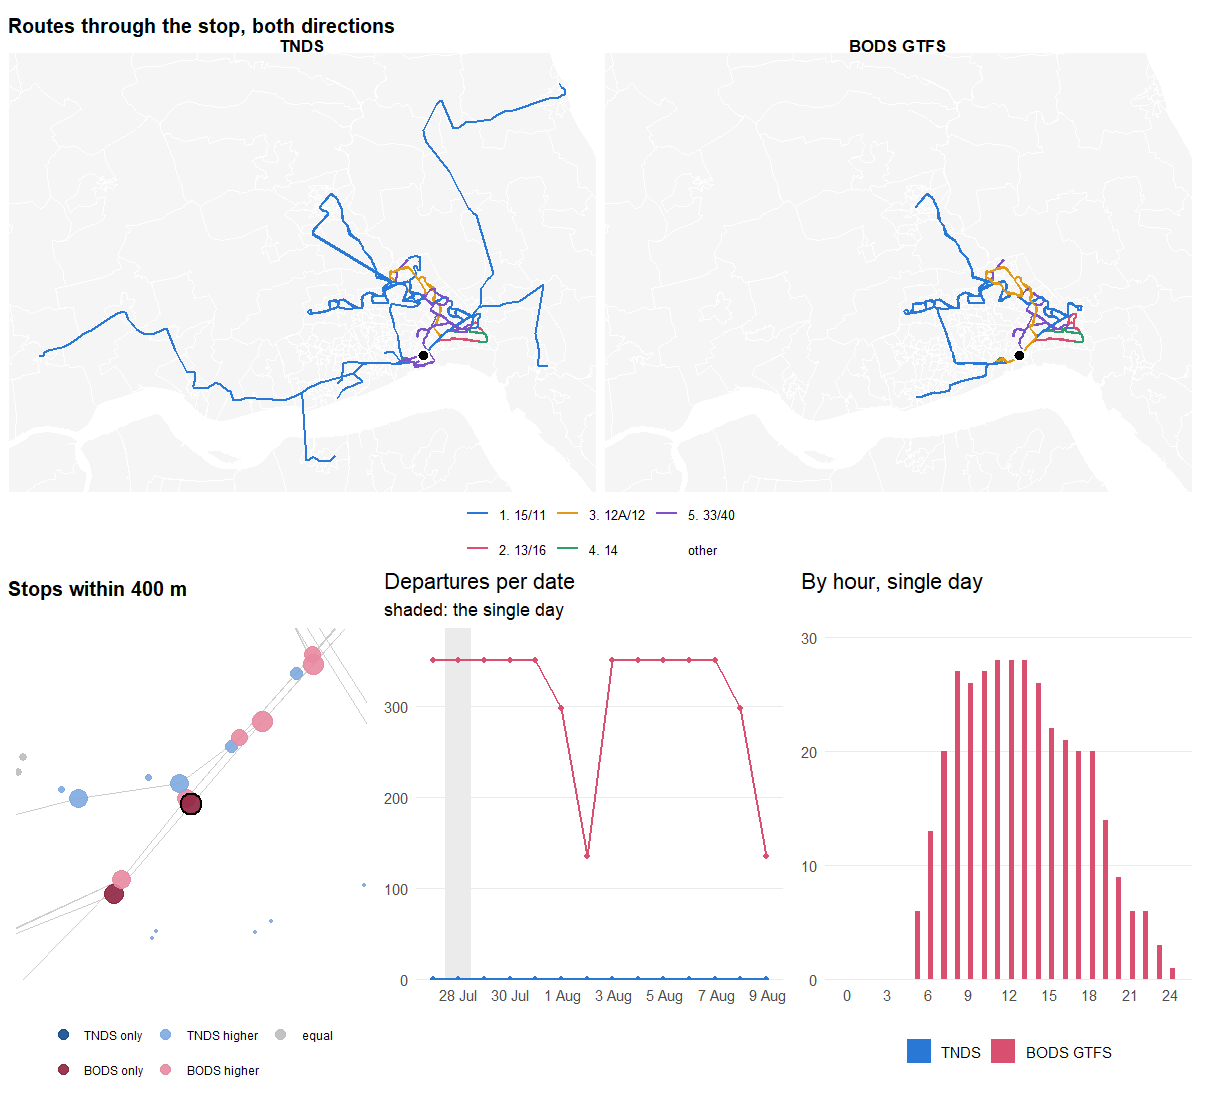 Routes through the stop, both directions
TNDS
BODS GTFS
1. 15/11
3. 12A/12
5. 33/40
2. 13/16
4. 14
other
Stops within 400 m
TNDS only
TNDS higher
equal
BODS only
BODS higher
Departures per date
shaded: the single day
300
200
100
0
28 Jul
30 Jul
1 Aug
3 Aug
5 Aug
7 Aug
9 Aug
By hour, single day
30
20
10
0
0
3
6
9
12
15
18
21
24
TNDS
BODS GTFS